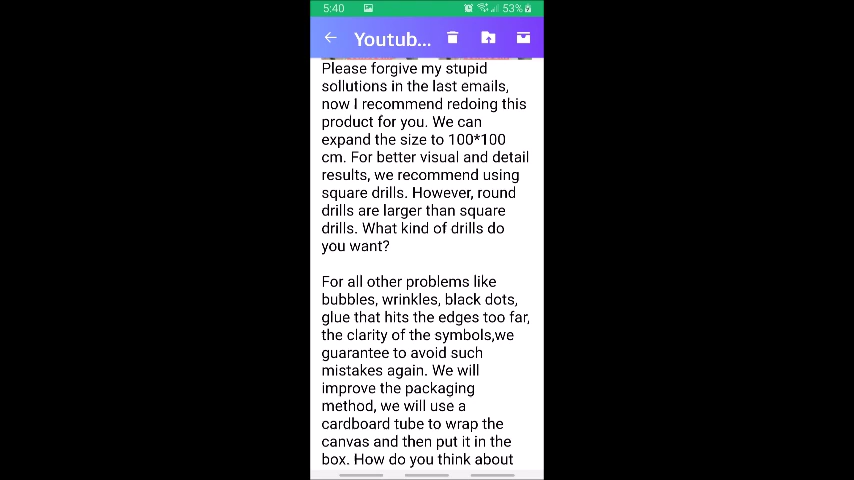 5:40
53%
Youtub...
Please forgive my stupid
sollutions in the last emails,
now I recommend redoing this
product for you. We can
expand the size to 100*100
cm. For better visual and detail
results, we recommend using
square drills. However, round
drills are larger than square
drills. What kind of drills do
you want?
For all other problems like
bubbles, wrinkles, black dots,
glue that hits the edges too far,
the clarity of the symbols,we
guarantee to avoid such
mistakes again. We will
improve the packaging
method, we will use a
cardboard tube to wrap the
canvas and then put it in the
box. How do you think about